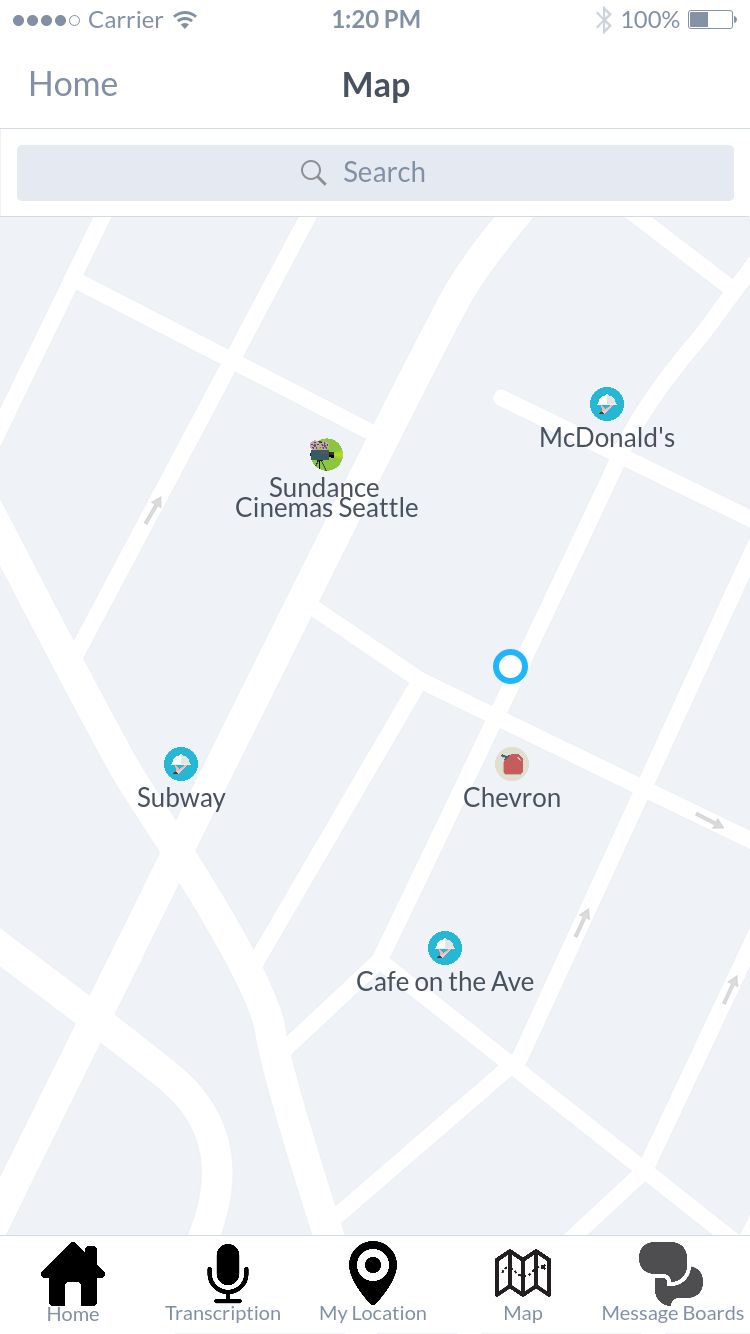 Carrier 1:20 PM 100%
Home Map
Search
McDonald's
Sundance
Cinemas Seattle
Subway
Chevron
Cafe on the Ave
Home Transcription My Location Map Message Boards